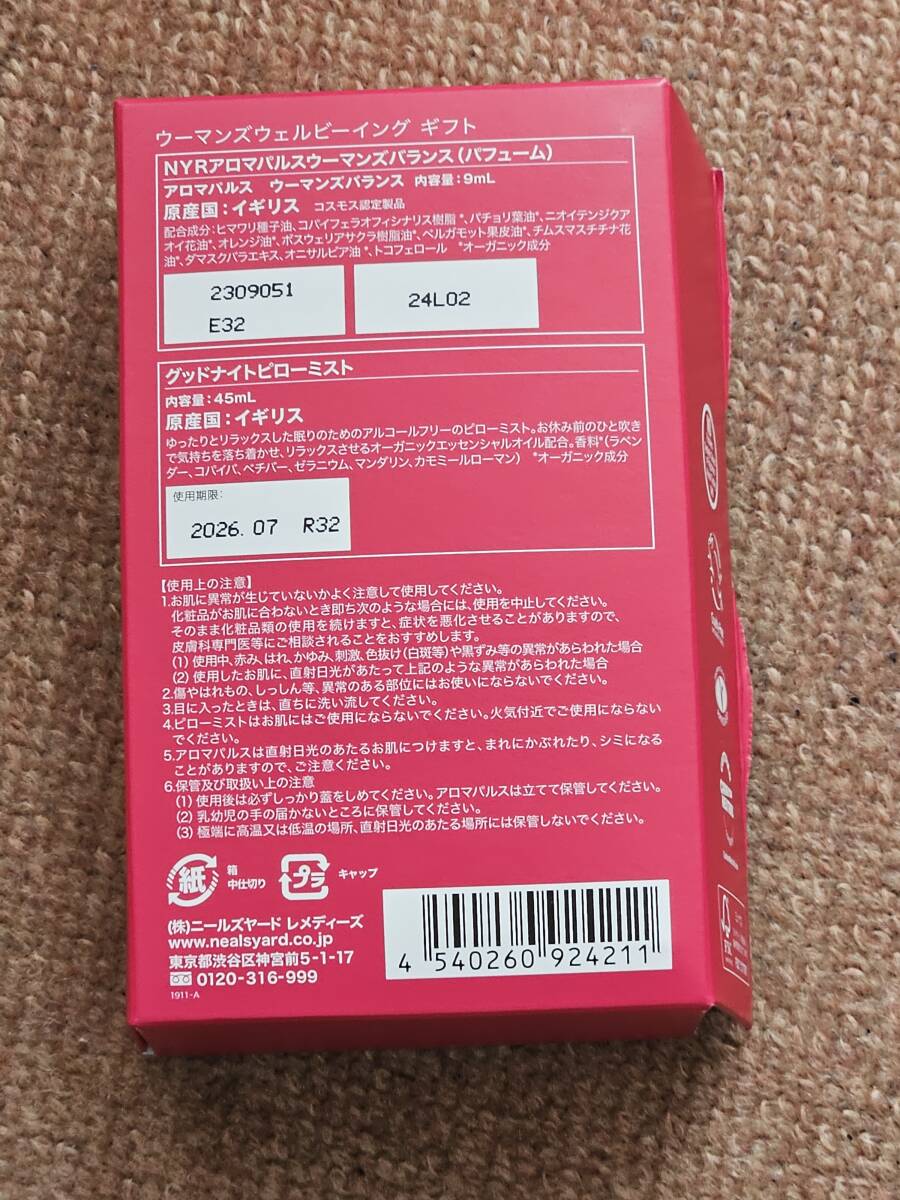 ウーマンズウェルビーイング ギフト
NYRアロマパルスウーマンズバランス(パフューム)
アロマパルス ウーマンズバランス 内容量:9mL
原産国:イギリス コスモス認定製品
配合成分:ヒマワリ種子油、コパイフェラオフィシナリス樹脂*、パチョリ葉油*、ニオイテンジクア
オイ花油*、オレンジ油*、ボスウェリアサクラ樹脂油*、ベルガモット果皮油*、チムスマスチチナ花
油*、ダマスクバラエキス、オニサルビア油*、トコフェロール *オーガニック成分
2309051
E32
24L02
グッドナイトピローミスト
内容量:45mL
原産国:イギリス
ゆったりとリラックスした眠りのためのアルコールフリーのピローミスト。お休み前のひと吹き
で気持ちを落ち着かせ、リラックスさせるオーガニックエッセンシャルオイル配合。香料*(ラベン
ダー、コパイバ、ベチバー、ゼラニウム、マンダリン、カモミールローマン) *オーガニック成分
使用期限:
2026.07 R32
【使用上の注意】
1.お肌に異常が生じていないかよく注意して使用してください。
化粧品がお肌に合わないとき即ち次のような場合には、使用を中止してください。
そのまま化粧品類の使用を続けますと、症状を悪化させることがありますので、
皮膚科専門医等にご相談されることをおすすめします。
(1) 使用中、赤み、はれ、かゆみ、刺激、色抜け(白斑等)や黒ずみ等の異常があらわれた場合
(2) 使用したお肌に、直射日光があたって上記のような異常があらわれた場合
2.傷やはれもの、しっしん等、異常のある部位にはお使いにならないでください。
3.目に入ったときは、直ちに洗い流してください。
4.ピローミストはお肌にはご使用にならないでください。火気付近でご使用にならない
でください。
5.アロマパルスは直射日光のあたるお肌につけますと、まれにかぶれたり、シミになる
ことがありますので、ご注意ください。
6.保管及び取扱い上の注意
(1) 使用後は必ずしっかり蓋をしめてください。アロマパルスは立てて保管してください。
(2) 乳幼児の手の届かないところに保管してください。
(3) 極端に高温又は低温の場所、直射日光のあたる場所には保管しないでください。
紙
箱
中仕切り
プラ
キャップ
(株)ニールズヤード レメディーズ
www.nealsyard.co.jp
東京都渋谷区神宮前5-1-17
0120-316-999
1911-A
4 540260 924211